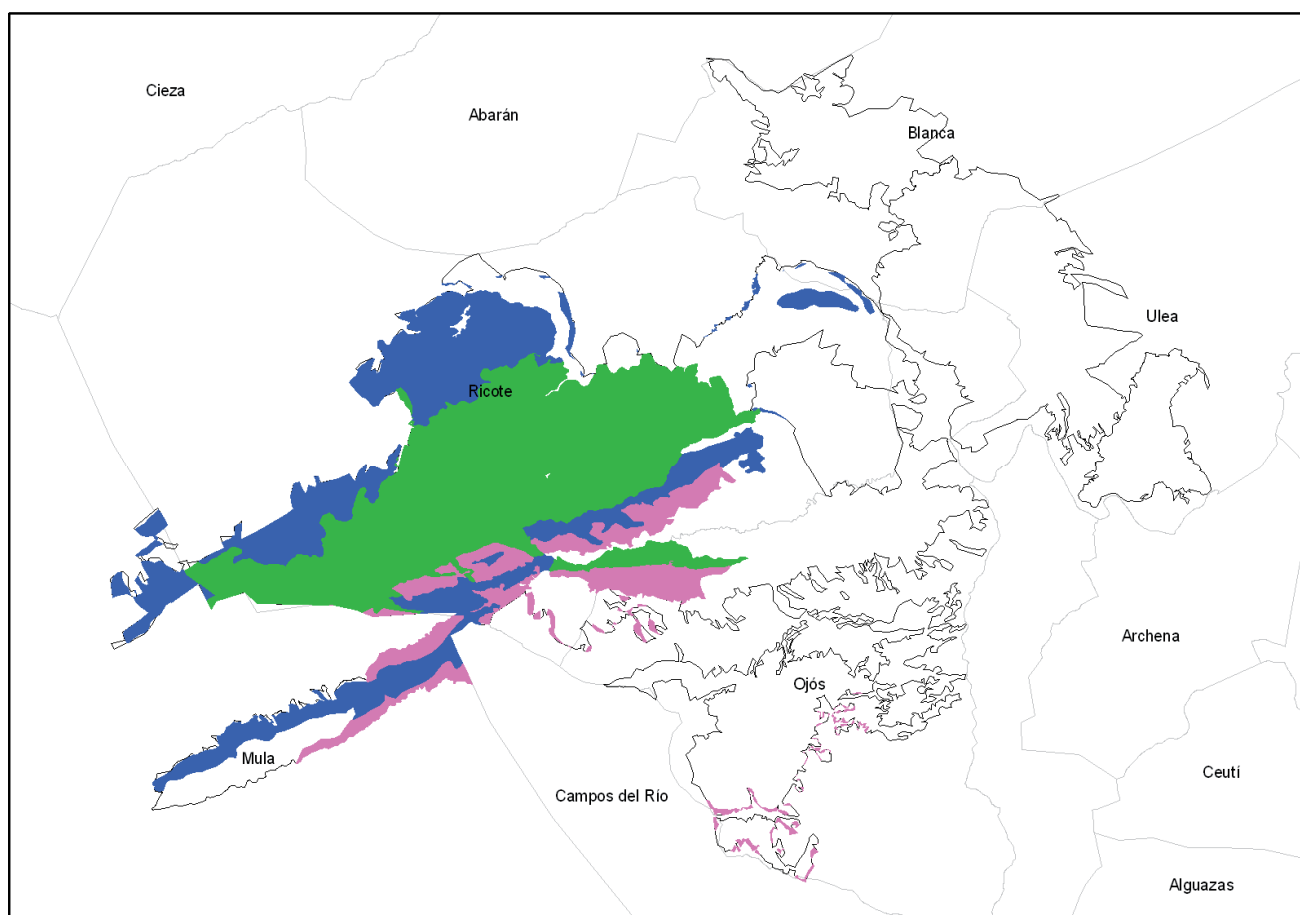 Cieza
Abarán
Blanca
Ulea
Ricote
Archena
Ojós
Mula
Ceutí
Campos del Río
Alguazas